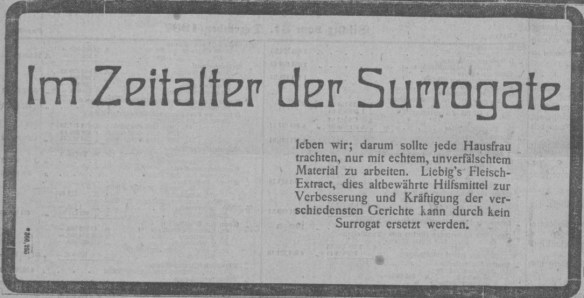 Im Zeitalter der Surrogate
leben wir; darum sollte jede Hausfrau
trachten, nur mit echtem, unverfälschtem
Material zu arbeiten. Liebig's Fleisch-
Extract, dies altbewährte Hilfsmittel zur
Verbesserung und Kräftigung der ver-
schiedensten Gerichte kann durch kein
Surrogat ersetzt werden.